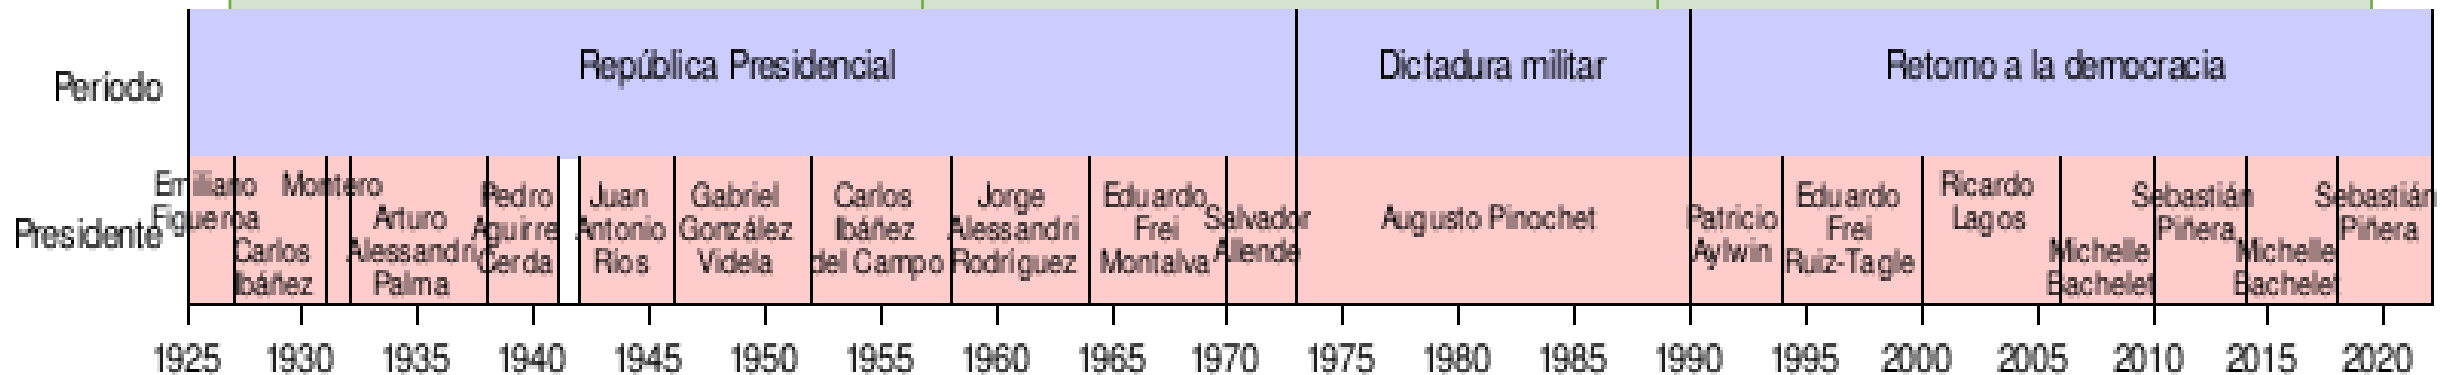 Período
República Presidencial
Dictadura militar
Retorno a la democracia
Presidente
Emiliano
Figueroa
Carlos
Ibáñez
Montero
Arturo
Alessandri
Palma
Pedro
Aguirre
Cerda
Juan
Antonio
Ríos
Gabriel
González
Videla
Carlos
Ibáñez
del Campo
Jorge
Alessandri
Rodríguez
Eduardo
Frei
Montalva
Salvador
Allende
Augusto Pinochet
Patricio
Aylwin
Eduardo
Frei
Ruiz-Tagle
Ricardo
Lagos
Michelle
Bachelet
Sebastián
Piñera
Michelle
Bachelet
Sebastián
Piñera
1925 1930 1935 1940 1945 1950 1955 1960 1965 1970 1975 1980 1985 1990 1995 2000 2005 2010 2015 2020